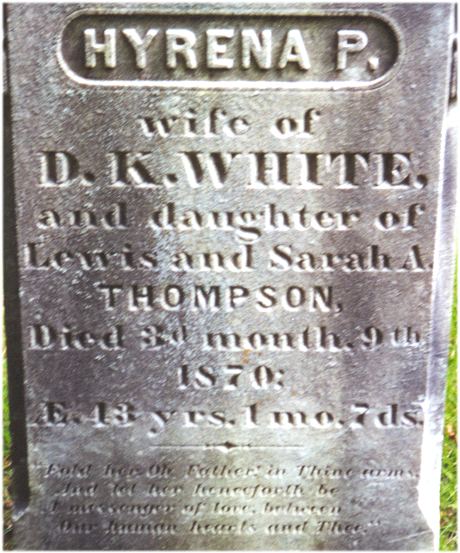 HYRENA P.
wife of
D. K. WHITE,
and daughter of
Lewis and Sarah A.
THOMPSON,
Died 3d month, 9th
1870;
Æ. 43 yrs. 1 mo. 7 ds.
"Fold her, Oh Father! in Thine arms,
And let her henceforth be
A messenger of love, between
Our human hearts and Thee."